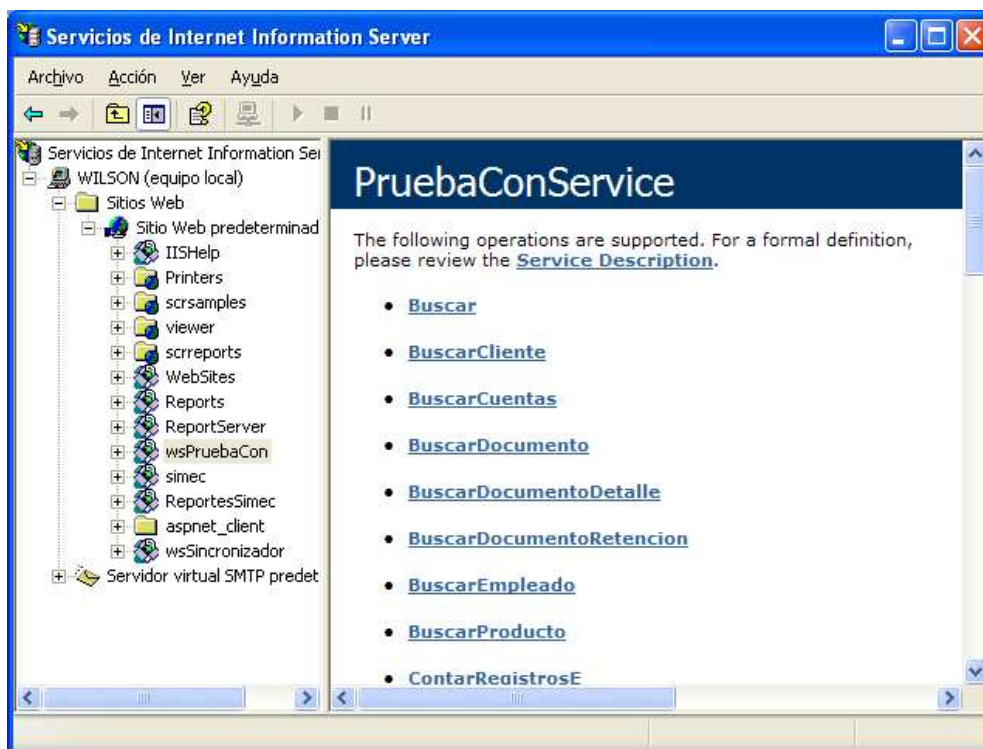 Servicios de Internet Information Server
Archivo Acción Ver Ayuda
Servicios de Internet Information Ser
WILSON (equipo local)
Sitios Web
Sitio Web predeterminad
IISHelp
Printers
scrsamples
viewer
scrreports
WebSites
Reports
ReportServer
wsPruebaCon
simec
ReportesSimec
aspnet_client
wsSincronizador
Servidor virtual SMTP predet
PruebaConService
The following operations are supported. For a formal definition,
please review the Service Description.
Buscar
BuscarCliente
BuscarCuentas
BuscarDocumento
BuscarDocumentoDetalle
BuscarDocumentoRetencion
BuscarEmpleado
BuscarProducto
ContarRegistrosE